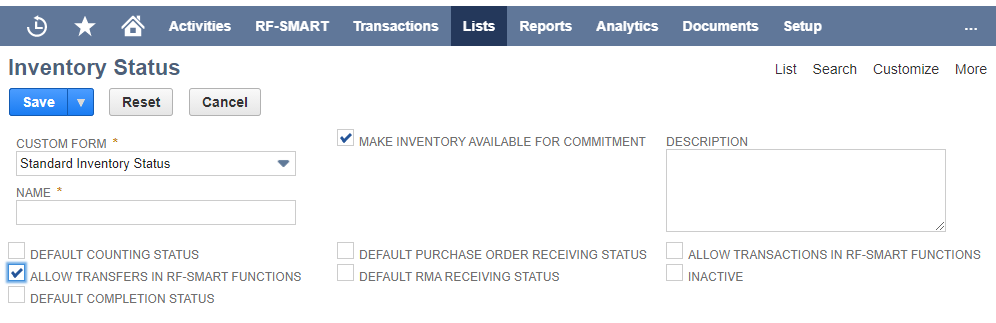 Activities RF-SMART Transactions Lists Reports Analytics Documents Setup ...
Inventory Status
List Search Customize More
Save Reset Cancel
CUSTOM FORM *
Standard Inventory Status
NAME *
MAKE INVENTORY AVAILABLE FOR COMMITMENT
DESCRIPTION
DEFAULT COUNTING STATUS
DEFAULT PURCHASE ORDER RECEIVING STATUS
ALLOW TRANSACTIONS IN RF-SMART FUNCTIONS
ALLOW TRANSFERS IN RF-SMART FUNCTIONS
DEFAULT RMA RECEIVING STATUS
INACTIVE
DEFAULT COMPLETION STATUS